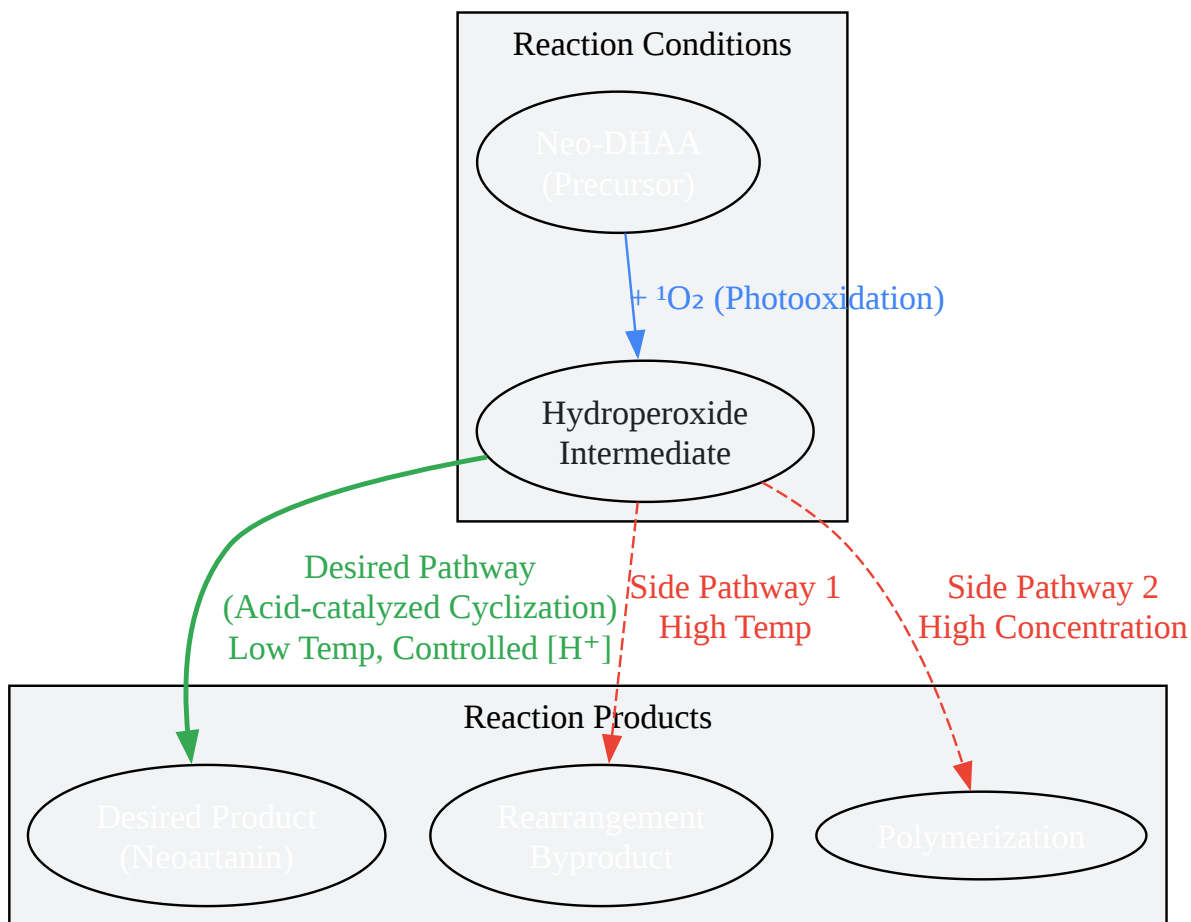 Reaction Conditions
Neo-DHAA
(Precursor)
+ ¹O₂ (Photooxidation)
Hydroperoxide
Intermediate
Desired Pathway
(Acid-catalyzed Cyclization)
Low Temp, Controlled [H⁺]
Side Pathway 1
High Temp
Side Pathway 2
High Concentration
Reaction Products
Desired Product
(Neoartanin)
Rearrangement
Byproduct
Polymerization